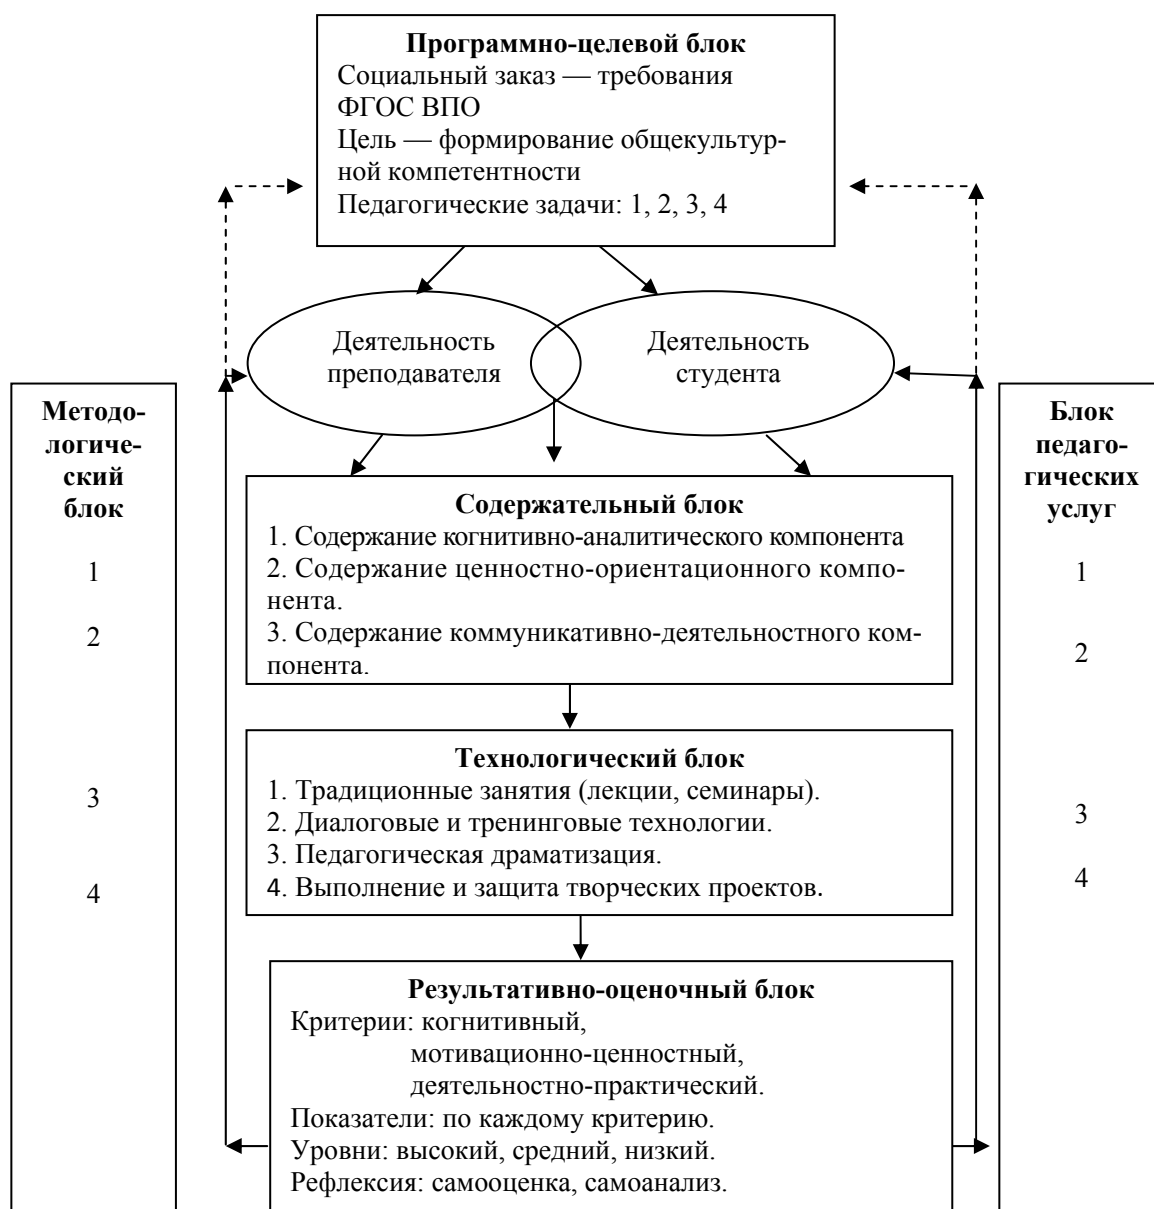 Программно-целевой блок
Социальный заказ — требования
ФГОС ВПО
Цель — формирование общекультур-
ной компетентности
Педагогические задачи: 1, 2, 3, 4
Деятельность
преподавателя
Деятельность
студента
Методо-
логиче-
ский
блок
1
2
3
4
Содержательный блок
1. Содержание когнитивно-аналитического компонента
2. Содержание ценностно-ориентационного компо-
нента.
3. Содержание коммуникативно-деятельностного ком-
понента.
Технологический блок
1. Традиционные занятия (лекции, семинары).
2. Диалоговые и тренинговые технологии.
3. Педагогическая драматизация.
4. Выполнение и защита творческих проектов.
Результативно-оценочный блок
Критерии: когнитивный,
мотивационно-ценностный,
деятельностно-практический.
Показатели: по каждому критерию.
Уровни: высокий, средний, низкий.
Рефлексия: самооценка, самоанализ.
Блок
педаго-
гических
услуг
1
2
3
4